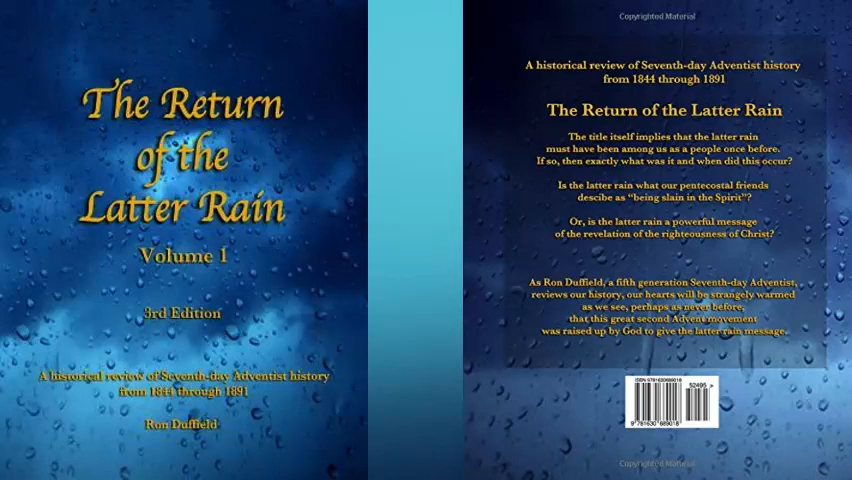 The Return
of the
Latter Rain
Volume 1
3rd Edition
A historical review of Seventh-day Adventist history
from 1844 through 1891
Ron Duffield
Copyrighted Material
A historical review of Seventh-day Adventist history
from 1844 through 1891
The Return of the Latter Rain
The title itself implies that the latter rain
must have been among us as a people once before.
If so, then exactly what was it and when did this occur?
Is the latter rain what our pentecostal friends
descibe as “being slain in the Spirit”?
Or, is the latter rain a powerful message
of the revelation of the righteousness of Christ?
As Ron Duffield, a fifth generation Seventh-day Adventist,
reviews our history, our hearts will be strangely warmed
as we see, perhaps as never before,
that this great second Advent movement
was raised up by God to give the latter rain message.
ISBN 9781630689018
52495 >
9 781630 689018
Copyrighted Material